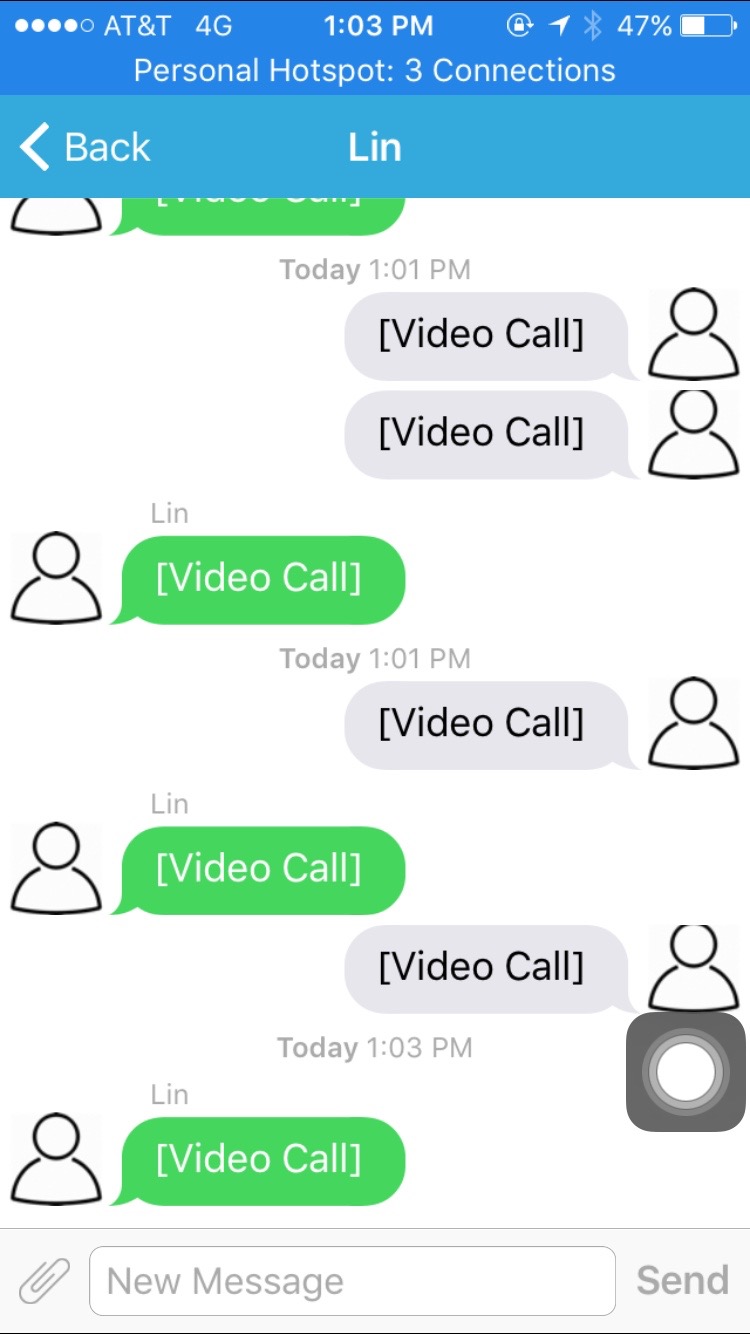 AT&T 4G 1:03 PM 47%
Personal Hotspot: 3 Connections
Back Lin
[Video Call]
Today 1:01 PM
[Video Call]
[Video Call]
Lin
[Video Call]
Today 1:01 PM
[Video Call]
Lin
[Video Call]
[Video Call]
Today 1:03 PM
Lin
[Video Call]
New Message Send